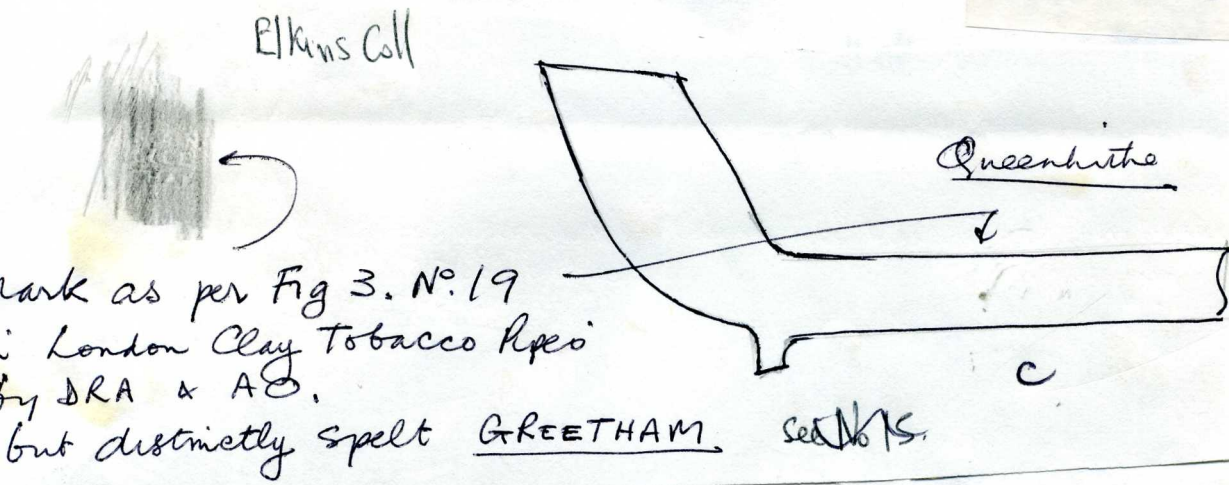 Elkins Coll
Queenhithe
mark as per Fig 3. No. 19
in London Clay Tobacco Pipes
by DRA & AO.
but distinctly spelt GREETHAM.
C
see No